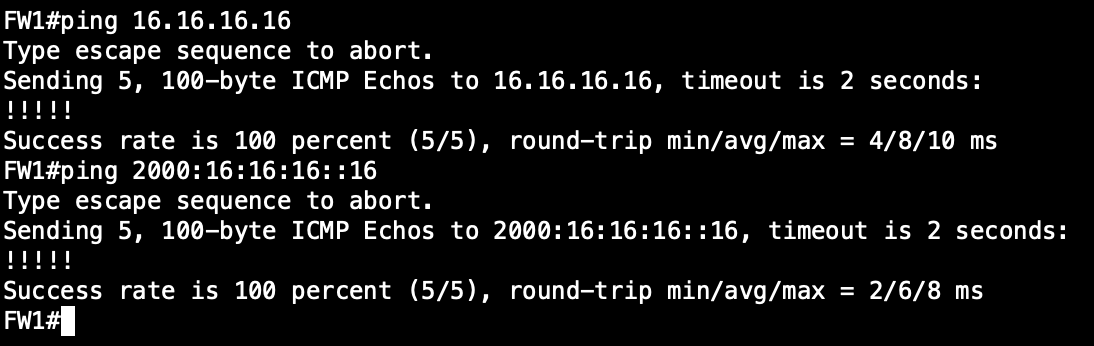 FW1#ping 16.16.16.16
Type escape sequence to abort.
Sending 5, 100-byte ICMP Echos to 16.16.16.16, timeout is 2 seconds:
!!!!!
Success rate is 100 percent (5/5), round-trip min/avg/max = 4/8/10 ms
FW1#ping 2000:16:16:16::16
Type escape sequence to abort.
Sending 5, 100-byte ICMP Echos to 2000:16:16:16::16, timeout is 2 seconds:
!!!!!
Success rate is 100 percent (5/5), round-trip min/avg/max = 2/6/8 ms
FW1#